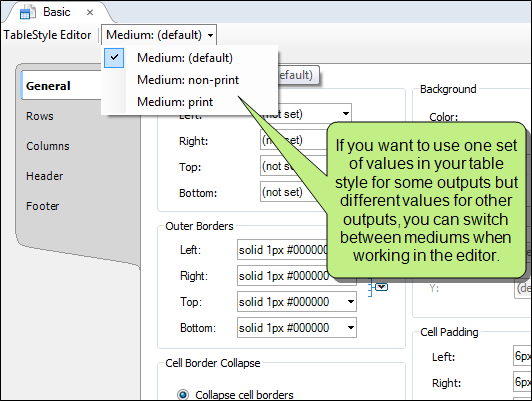 Basic
TableStyle Editor
Medium: (default)
Medium: (default)
Medium: non-print
Medium: print
default)
General
Rows
Columns
Header
Footer
Left:
(not set)
Right:
(not set)
Top:
(not set)
Bottom:
(not set)
Background
Color:
If you want to use one set
of values in your table
style for some outputs but
different values for other
outputs, you can switch
between mediums when
working in the editor.
Outer Borders
Left:
solid 1px #000000
Right:
solid 1px #000000
Top:
solid 1px #000000
Bottom:
solid 1px #000000
Y:
(de
Cell Border Collapse
Collapse cell borders
Cell Padding
Left:
6px
Right:
6px